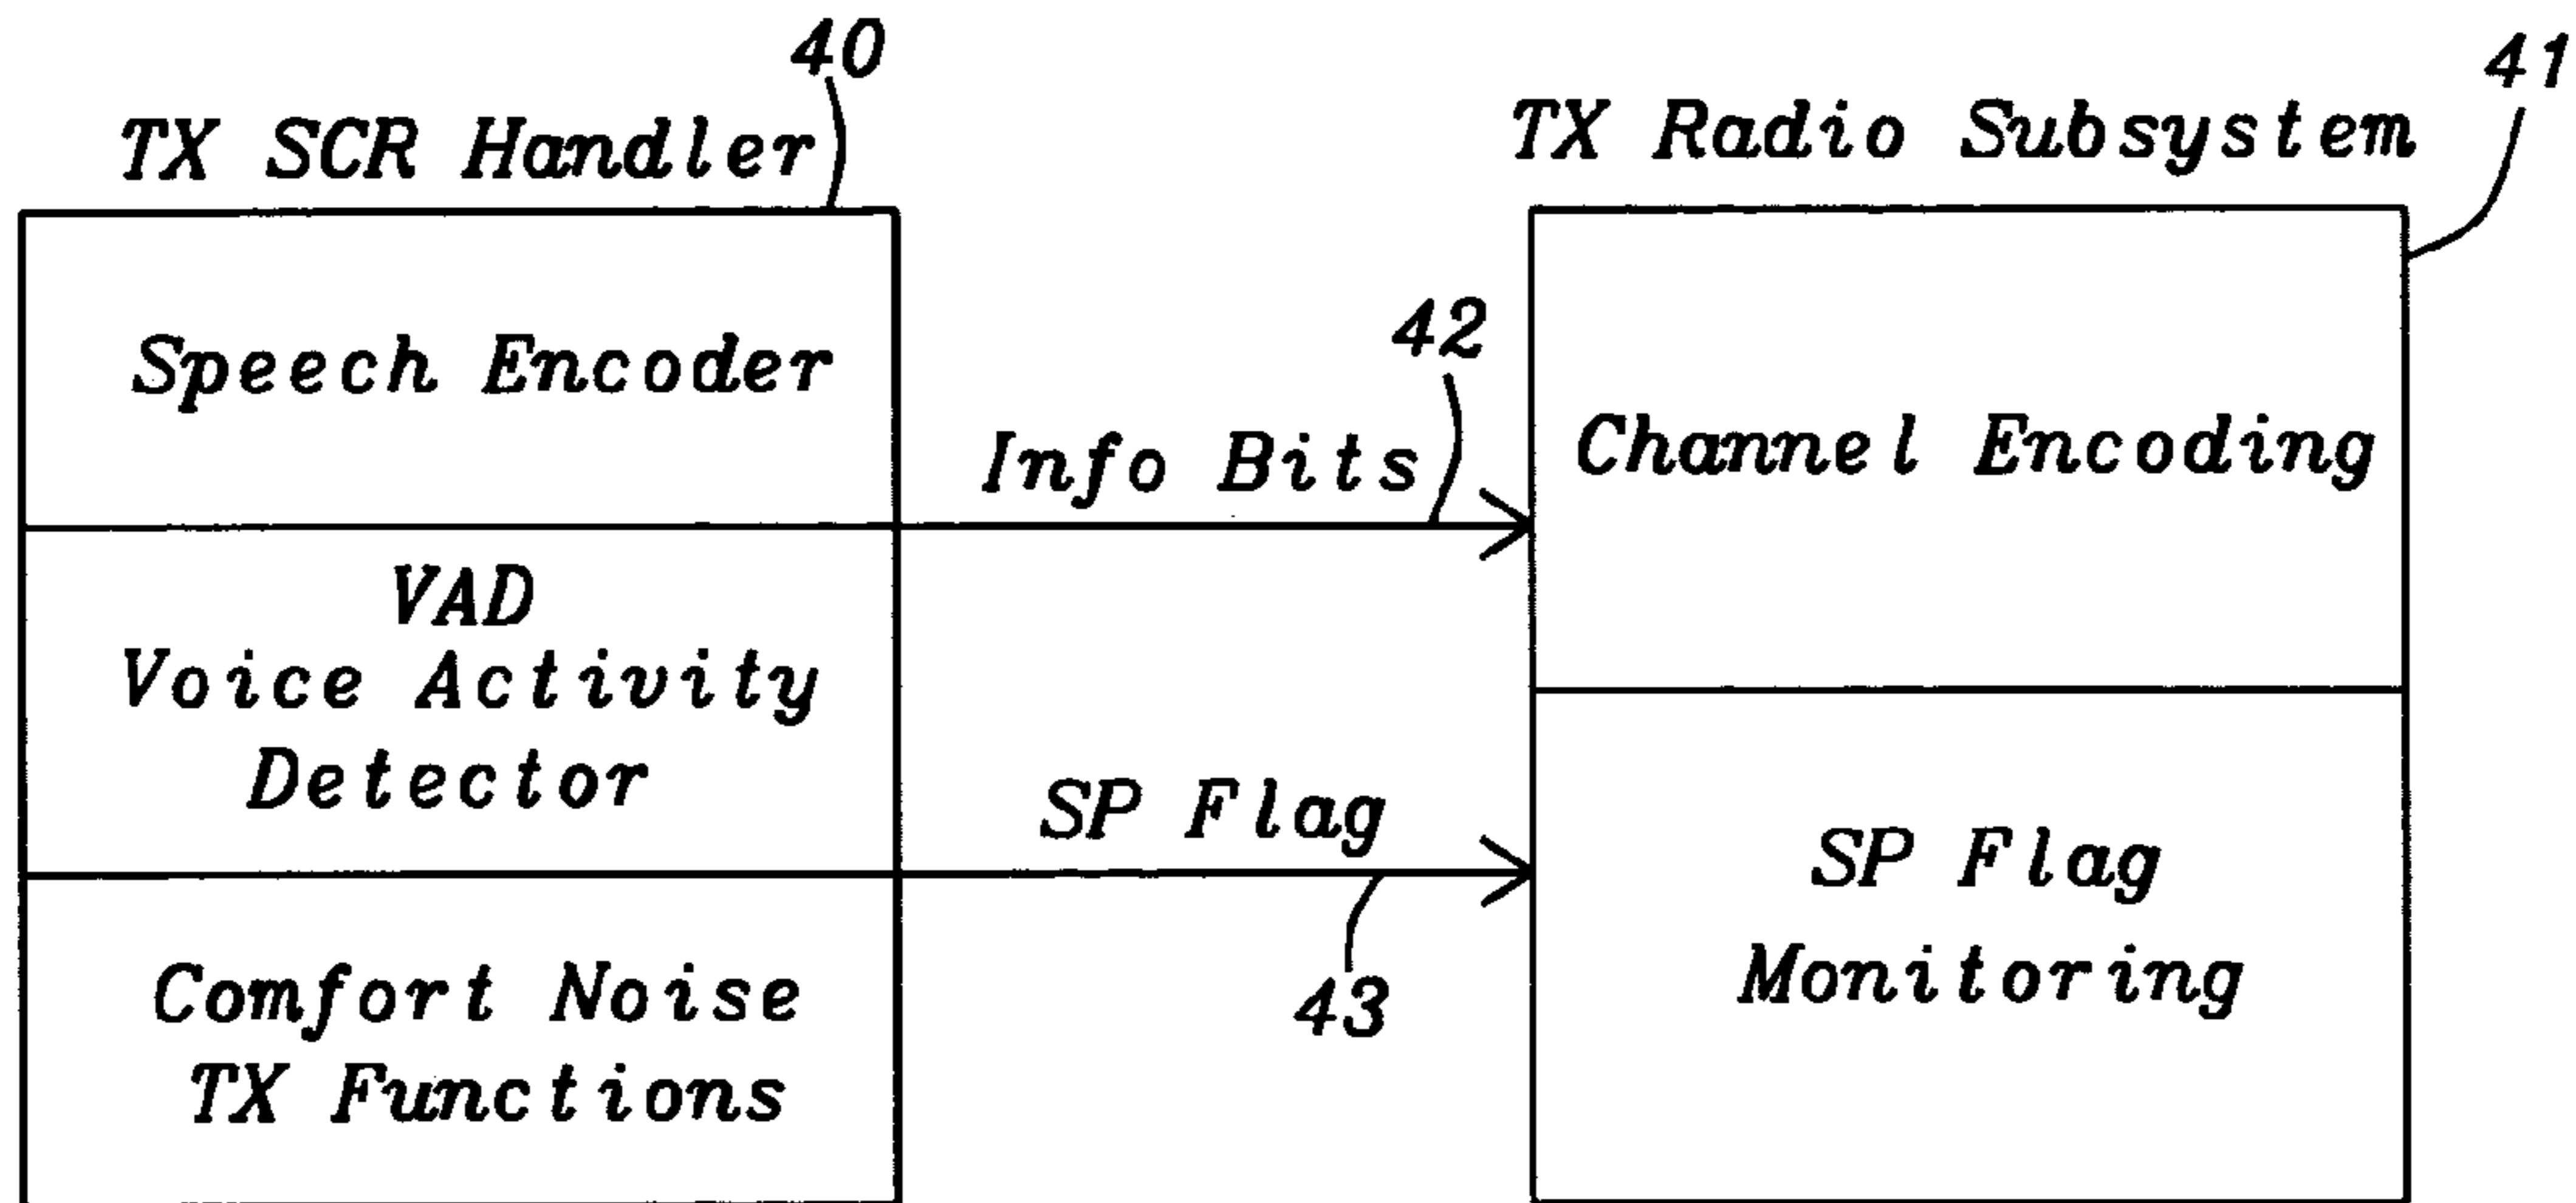 40
TX SCR Handler
Speech Encoder
VAD
Voice Activity
Detector
Comfort Noise
TX Functions
Info Bits
42
SP Flag
43
41
TX Radio Subsystem
Channel Encoding
SP Flag
Monitoring